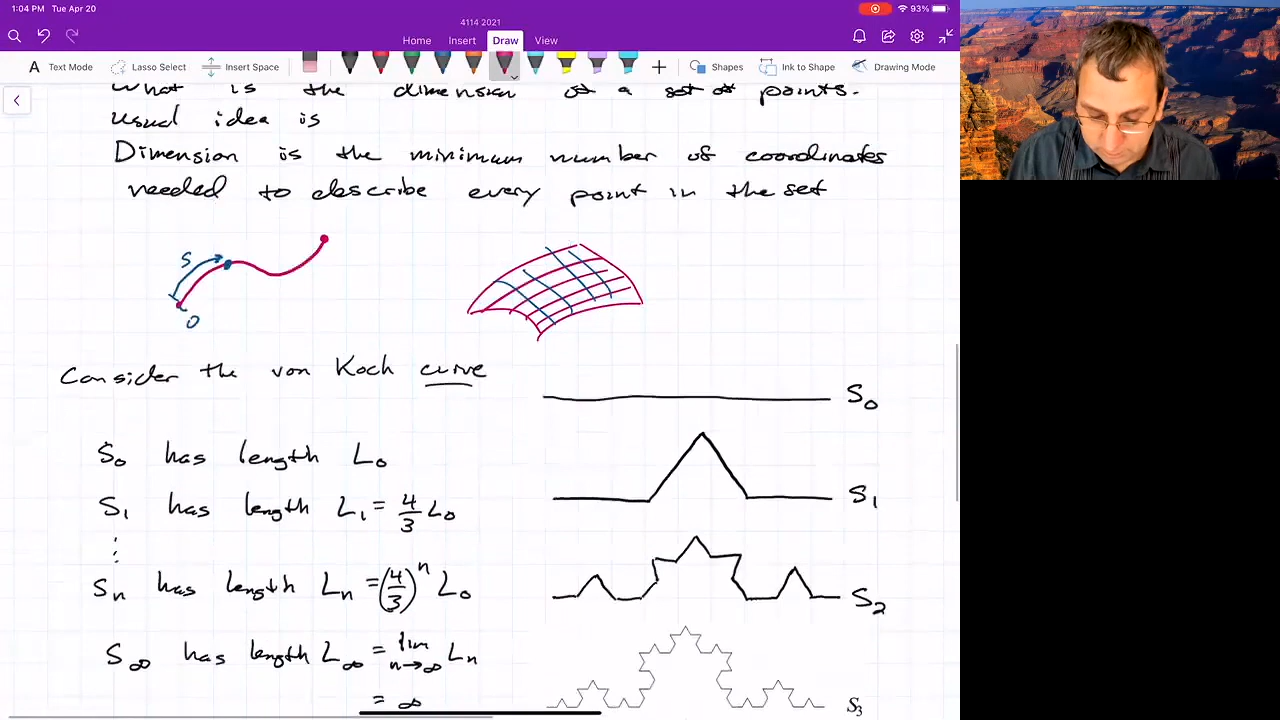 1:04 PM Tue Apr 20
93%
4114 2021
Home Insert Draw View
A Text Mode Lasso Select Insert Space Shapes Ink to Shape Drawing Mode
What is the dimension of a set of points.
Usual idea is
Dimension is the minimum number of coordinates
needed to describe every point in the set
S
0
Consider the von Koch curve
S₀
S₀ has length L₀
S₁
S₁ has length L₁ = 4/3 L₀
⋮
Sₙ has length Lₙ = (4/3)ⁿ L₀
S₂
S∞ has length L∞ = lim n→∞ Lₙ
= ∞
S₃